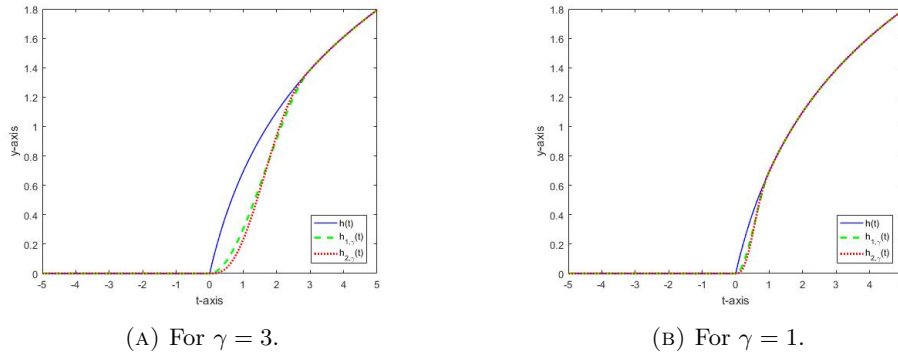 1.8
1.6
1.4
1.2
1
0.8
0.6
0.4
0.2
0
y-axis
h(t)
h1,γ(t)
h2,γ(t)
-5 -4 -3 -2 -1 0 1 2 3 4 5
t-axis
(A) For γ = 3.
1.8
1.6
1.4
1.2
1
0.8
0.6
0.4
0.2
0
y-axis
h(t)
h1,γ(t)
h2,γ(t)
-5 -4 -3 -2 -1 0 1 2 3 4
t-axis
(B) For γ = 1.